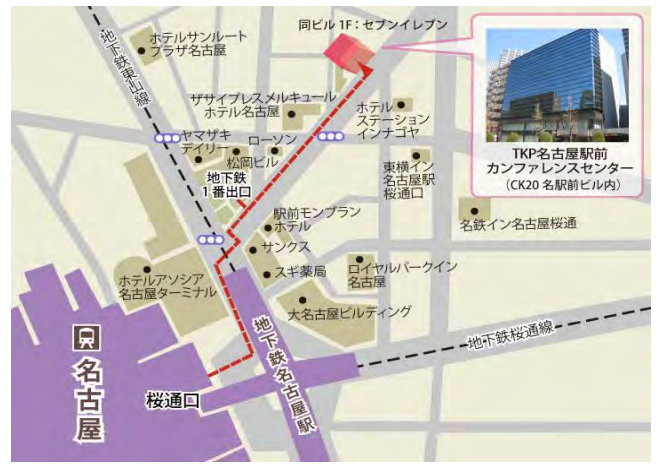 地下鉄東山線
ホテルサンルート
プラザ名古屋
同ビル 1F：セブンイレブン
ザサイプレスメルキュール
ホテル名古屋
ホテル
ステーション
インナゴヤ
TKP名古屋駅前
カンファレンスセンター
（CK20 名駅前ビル内）
ヤマザキ
デイリー
ローソン
松岡ビル
地下鉄
1番出口
東横イン
名古屋駅
桜通口
名鉄イン名古屋桜通
駅前モンブラン
ホテル
サンクス
スギ薬局
ロイヤルパークイン
名古屋
ホテルアソシア
名古屋ターミナル
大名古屋ビルディング
地下鉄名古屋駅
地下鉄桜通線
名古屋
桜通口